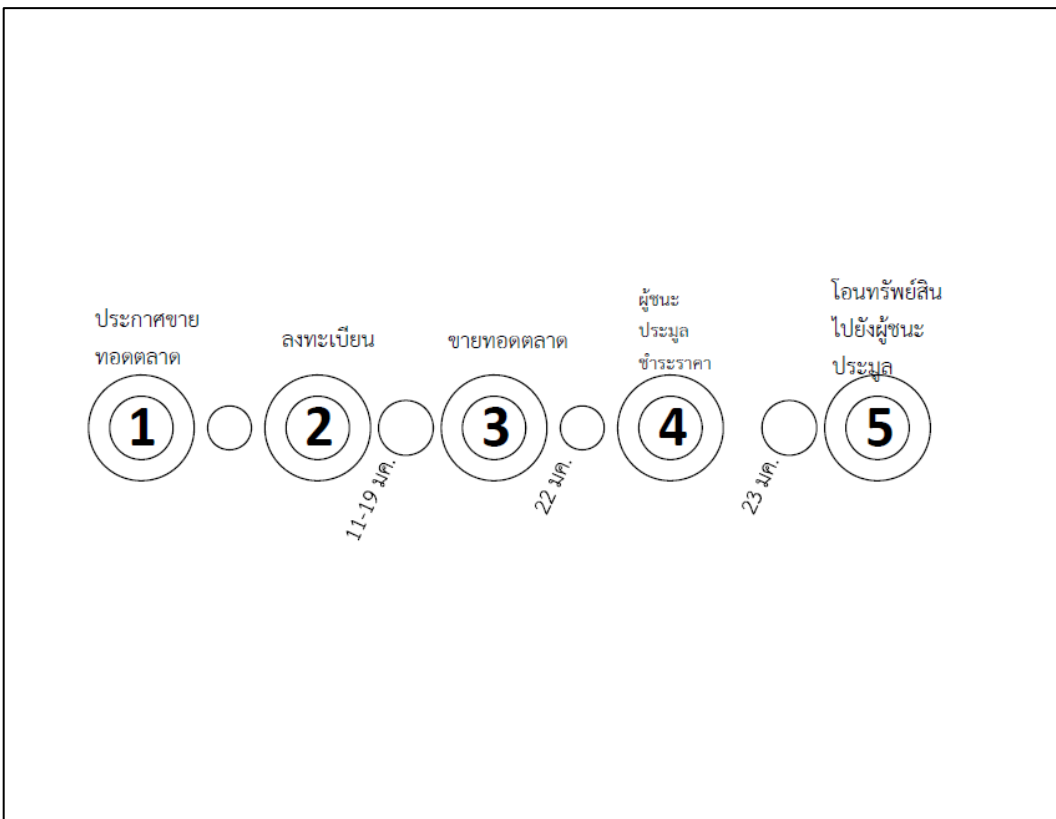 ประกาศขาย
ทอดตลาด
ลงทะเบียน
ขายทอดตลาด
ผู้ชนะ
ประมูล
ชำระราคา
โอนทรัพย์สิน
ไปยังผู้ชนะ
ประมูล
1
2
3
4
5
11-19 มค.
22 มค.
23 มค.